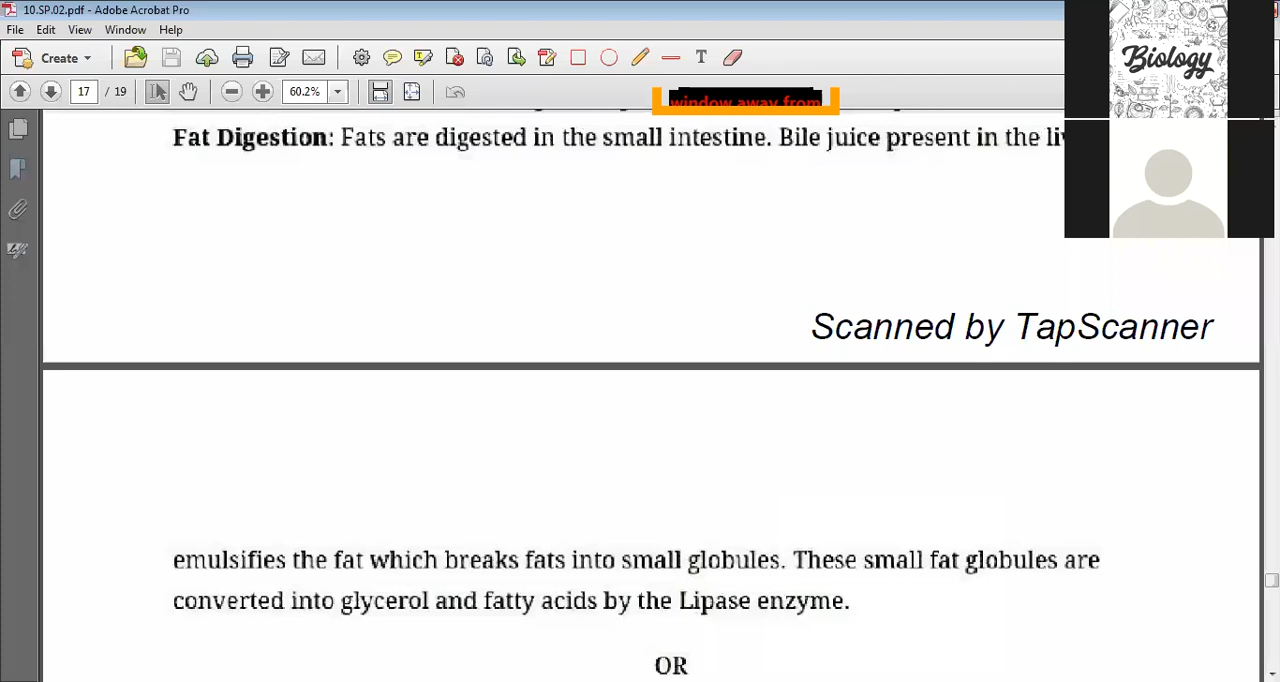 10.SP.02.pdf - Adobe Acrobat Pro
File Edit View Window Help
Create
17 / 19
60.2%
window away from
Biology
Fat Digestion: Fats are digested in the small intestine. Bile juice present in the
Scanned by TapScanner
emulsifies the fat which breaks fats into small globules. These small fat globules are
converted into glycerol and fatty acids by the Lipase enzyme.
OR